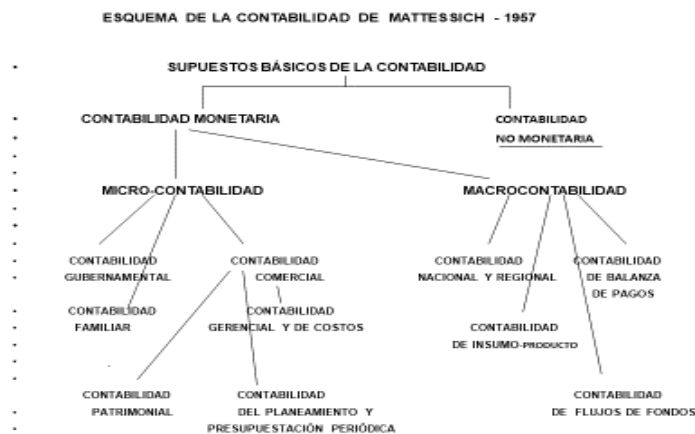 ESQUEMA DE LA CONTABILIDAD DE MATTESSICH - 1957
SUPUESTOS BÁSICOS DE LA CONTABILIDAD
CONTABILIDAD MONETARIA
CONTABILIDAD
NO MONETARIA
MICRO-CONTABILIDAD
MACROCONTABILIDAD
CONTABILIDAD
GUBERNAMENTAL
CONTABILIDAD
COMERCIAL
CONTABILIDAD
NACIONAL Y REGIONAL
CONTABILIDAD
DE BALANZA
DE PAGOS
CONTABILIDAD
FAMILIAR
CONTABILIDAD
GERENCIAL Y DE COSTOS
CONTABILIDAD
DE INSUMO-PRODUCTO
CONTABILIDAD
PATRIMONIAL
CONTABILIDAD
DEL PLANEAMIENTO Y
PRESUPUESTACIÓN PERIÓDICA
CONTABILIDAD
DE FLUJOS DE FONDOS